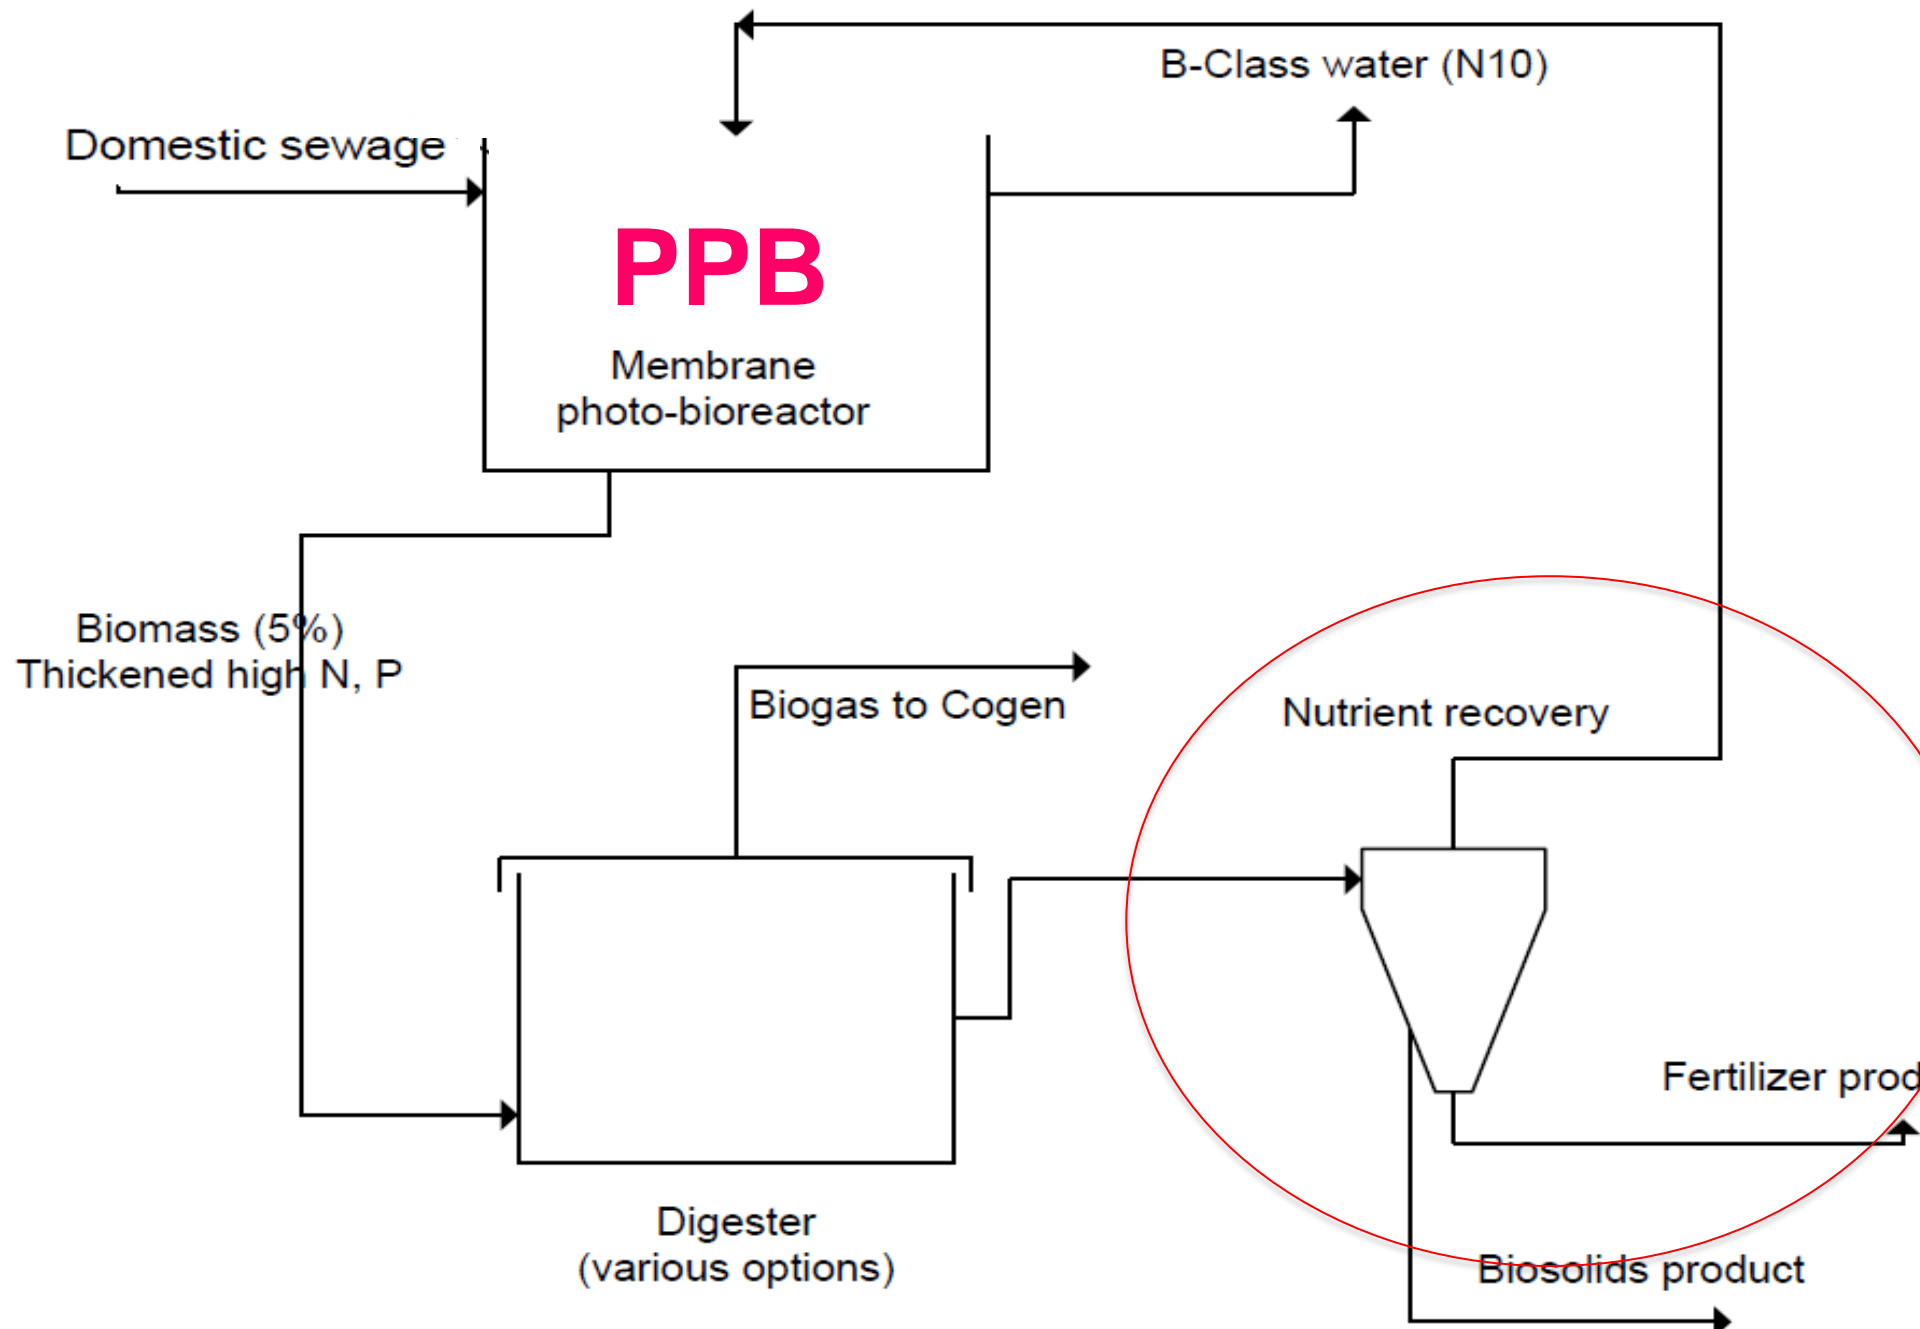 B-Class water (N10)
Domestic sewage
PPB
Membrane
photo-bioreactor
Biomass (5%)
Thickened high N, P
Biogas to Cogen
Nutrient recovery
Fertilizer prod
Digester
(various options)
Biosolids product